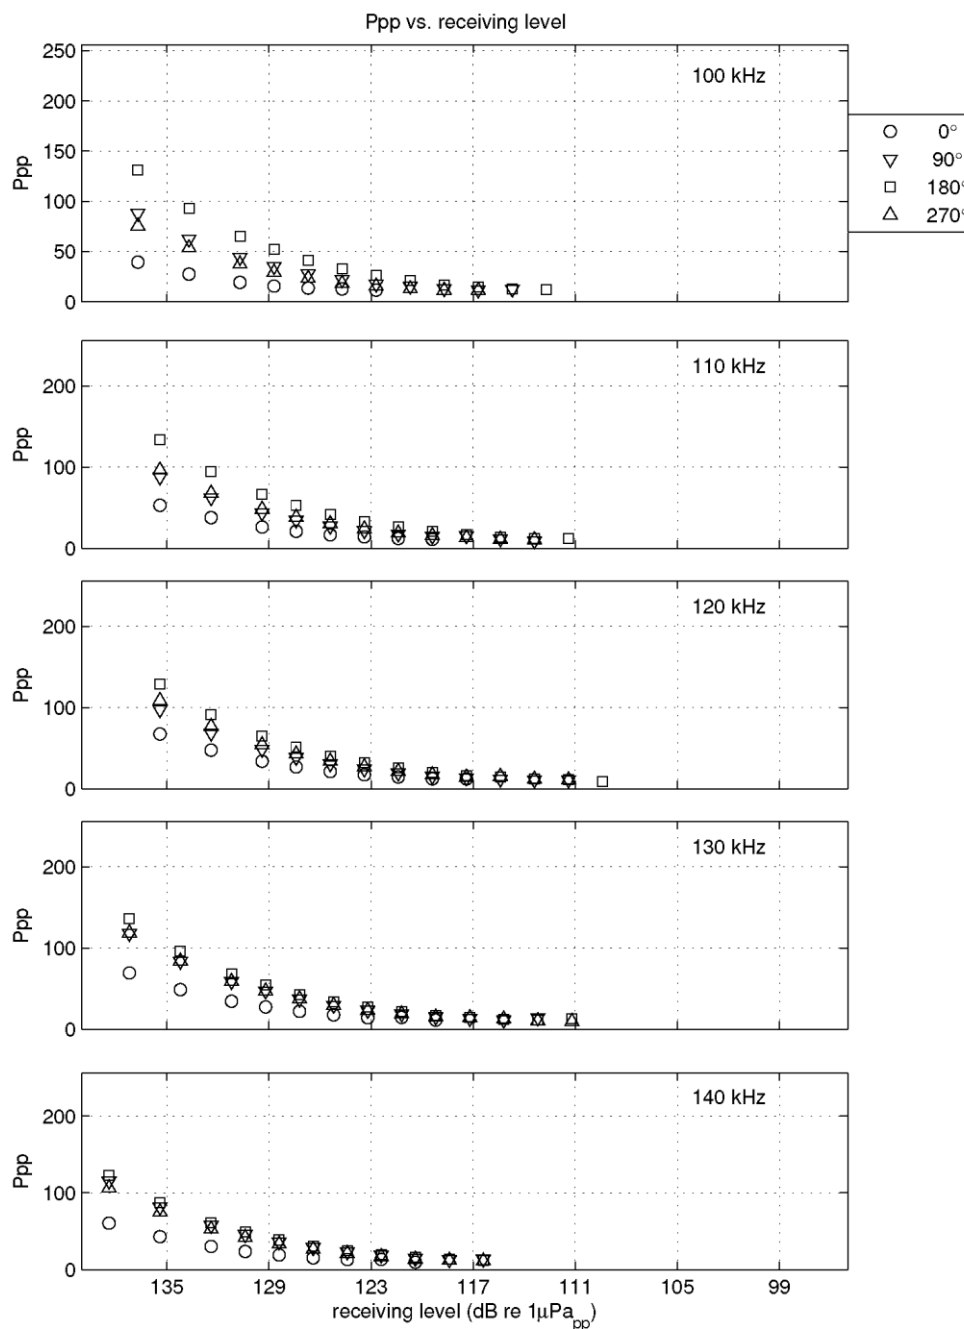 Ppp vs. receiving level
250
200
150
100
50
0
Ppp
100 kHz
0°
90°
180°
270°
200
100
0
Ppp
110 kHz
200
100
0
Ppp
120 kHz
200
100
0
Ppp
130 kHz
200
100
0
Ppp
140 kHz
135 129 123 117 111 105 99
receiving level (dB re 1μPapp)